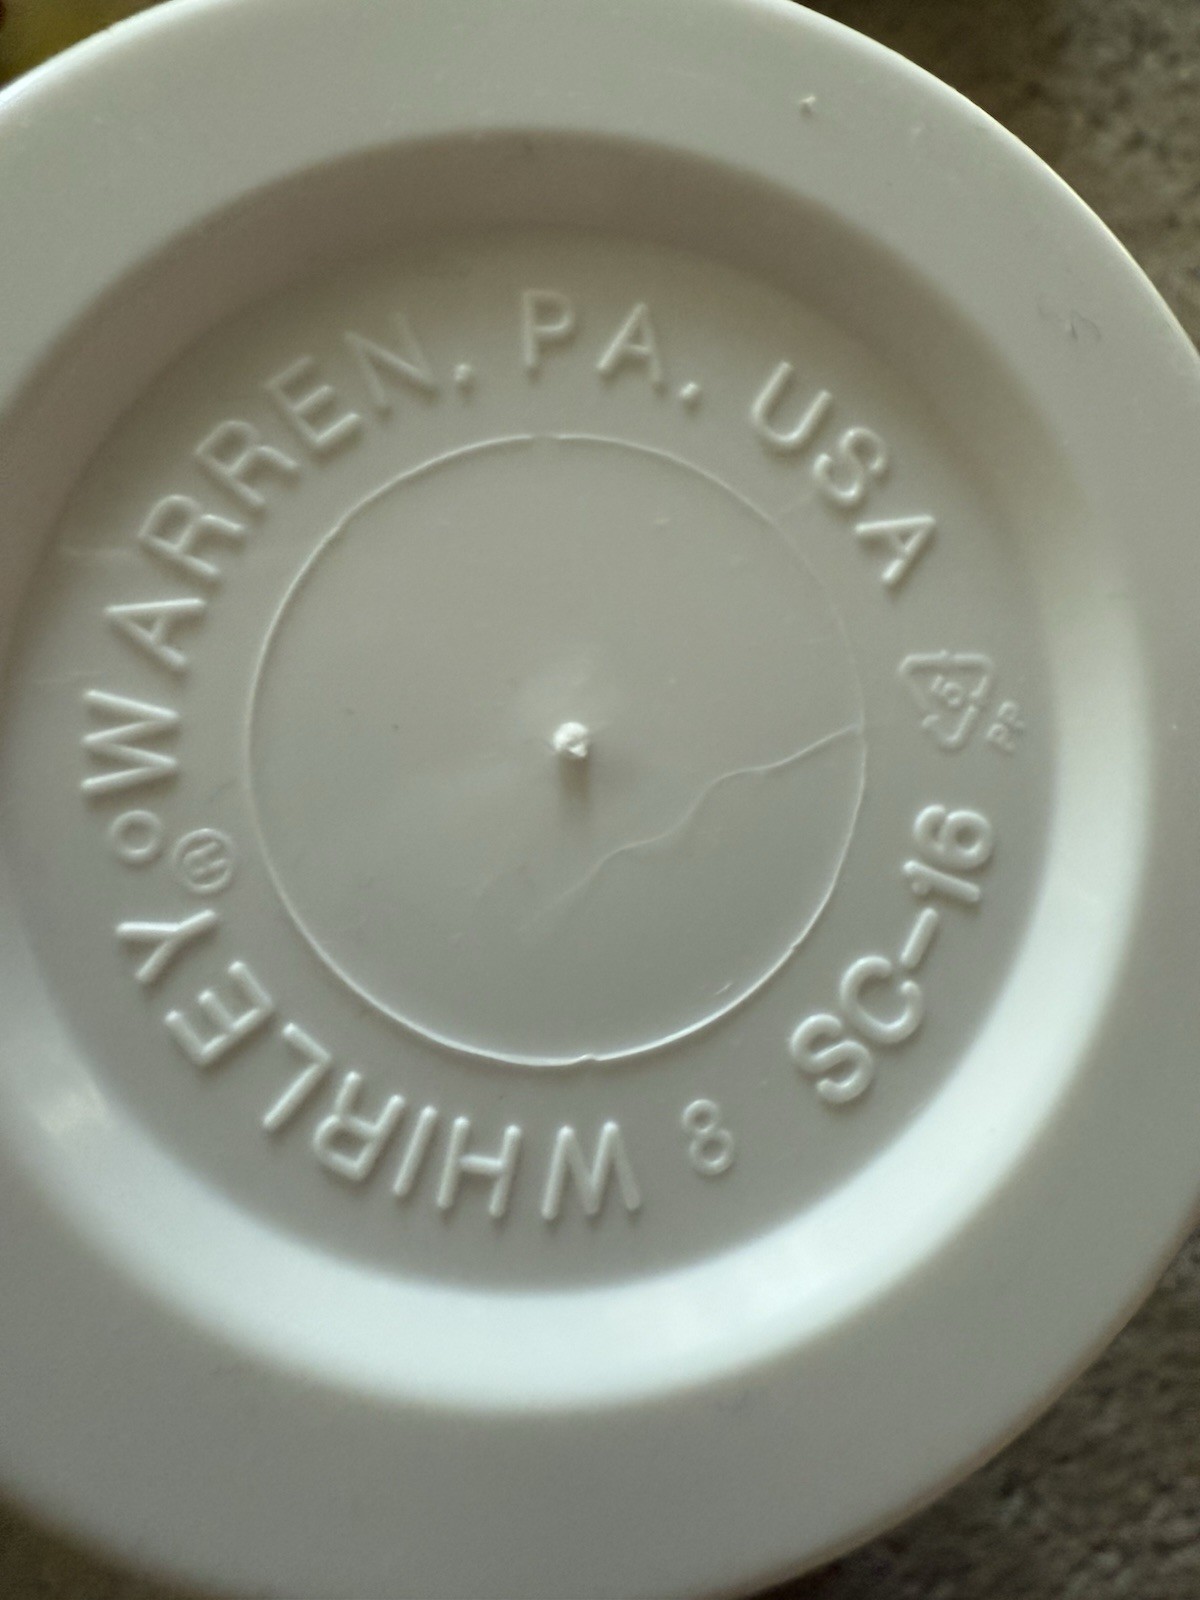 WHIRLEY® ° WARREN, PA. USA
5
PP
SC-16
8